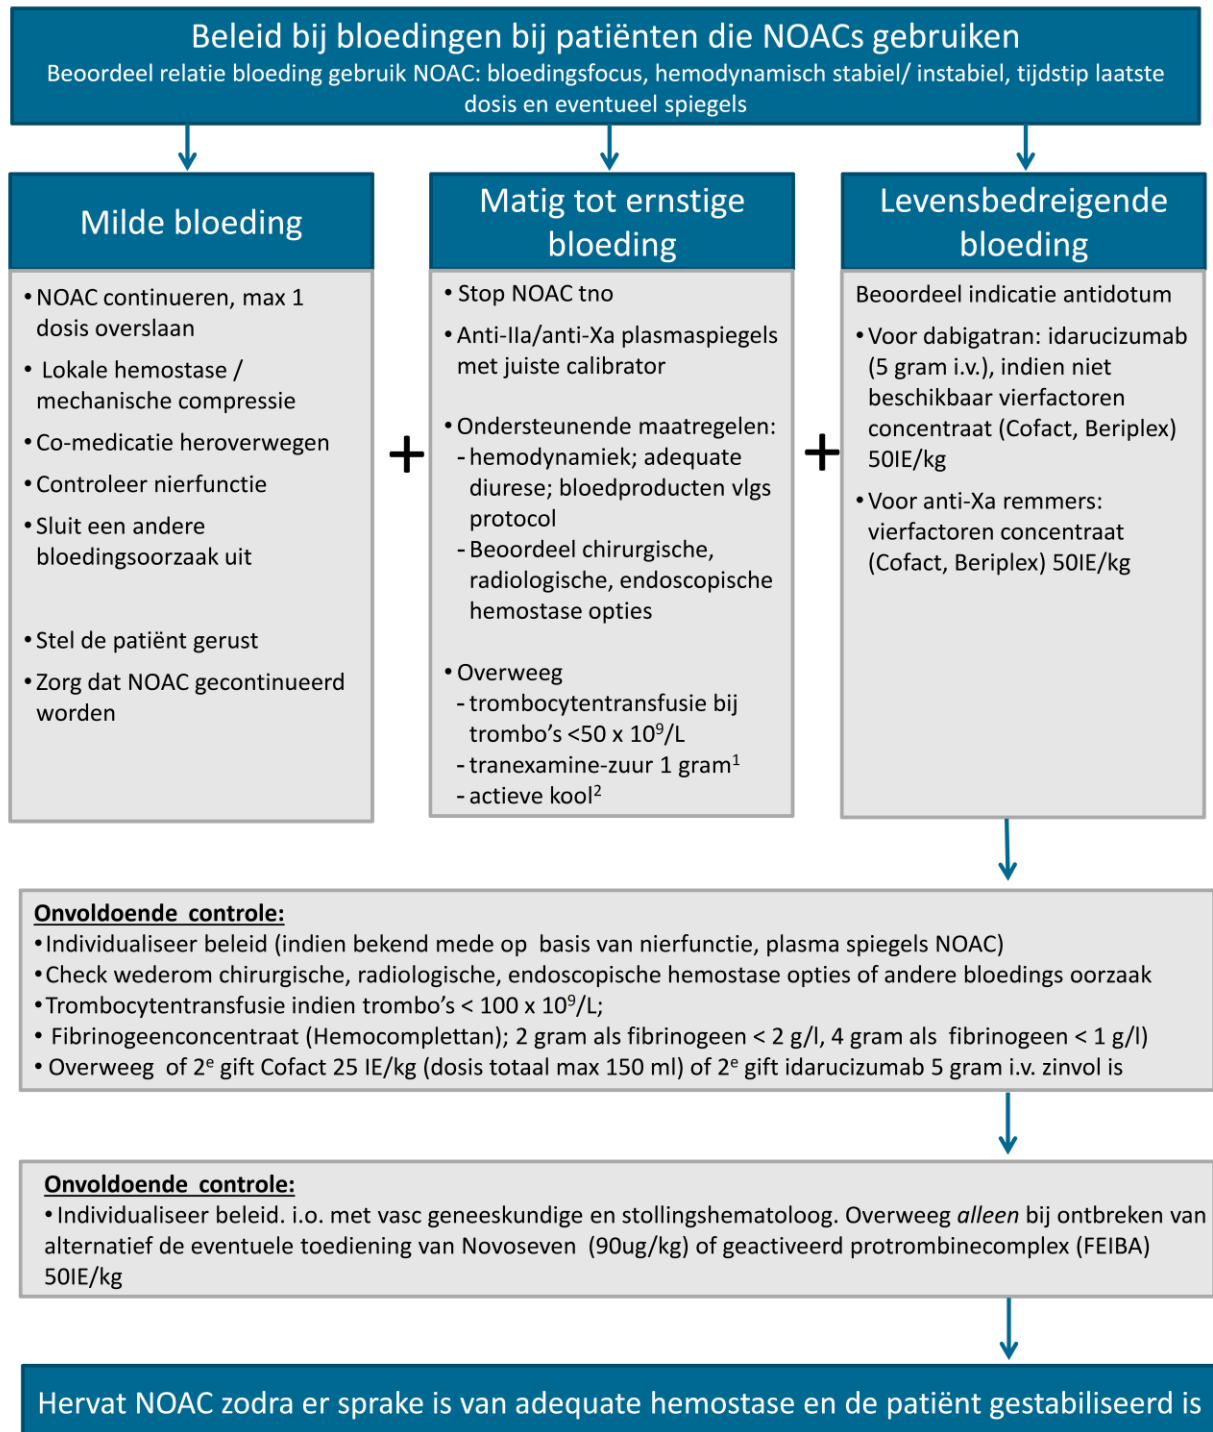 Beleid bij bloedingen bij patiënten die NOACs gebruiken
Beoordeel relatie bloeding gebruik NOAC: bloedingsfocus, hemodynamisch stabiel/ instabiel, tijdstip laatste
dosis en eventueel spiegels
Milde bloeding
• NOAC continueren, max 1
dosis overslaan
• Lokale hemostase /
mechanische compressie
• Co-medicatie heroverwegen
• Controleer nierfunctie
• Sluit een andere
bloedingsoorzaak uit
• Stel de patiënt gerust
• Zorg dat NOAC gecontinueerd
worden
+
Matig tot ernstige
bloeding
• Stop NOAC tno
• Anti-IIa/anti-Xa plasmaspiegels
met juiste calibrator
• Ondersteunende maatregelen:
- hemodynamiek; adequate
diurese; bloedproducten vlgs
protocol
- Beoordeel chirurgische,
radiologische, endoscopische
hemostase opties
• Overweeg
- trombocytentransfusie bij
trombo’s <50 x 10⁹/L
- tranexamine-zuur 1 gram¹
- actieve kool²
+
Levensbedreigende
bloeding
Beoordeel indicatie antidotum
• Voor dabigatran: idarucizumab
(5 gram i.v.), indien niet
beschikbaar vierfactoren
concentraat (Cofact, Beriplex)
50IE/kg
• Voor anti-Xa remmers:
vierfactoren concentraat
(Cofact, Beriplex) 50IE/kg
Onvoldoende controle:
• Individualiseer beleid (indien bekend mede op basis van nierfunctie, plasma spiegels NOAC)
• Check wederom chirurgische, radiologische, endoscopische hemostase opties of andere bloedings oorzaak
• Trombocytentransfusie indien trombo’s < 100 x 10⁹/L;
• Fibrinogeenconcentraat (Hemocomplettan); 2 gram als fibrinogeen < 2 g/l, 4 gram als fibrinogeen < 1 g/l)
• Overweeg of 2ᵉ gift Cofact 25 IE/kg (dosis totaal max 150 ml) of 2ᵉ gift idarucizumab 5 gram i.v. zinvol is
Onvoldoende controle:
• Individualiseer beleid. i.o. met vasc geneeskundige en stollingshematoloog. Overweeg alleen bij ontbreken van
alternatief de eventuele toediening van Novoseven (90ug/kg) of geactiveerd protrombinecomplex (FEIBA)
50IE/kg
Hervat NOAC zodra er sprake is van adequate hemostase en de patiënt gestabiliseerd is